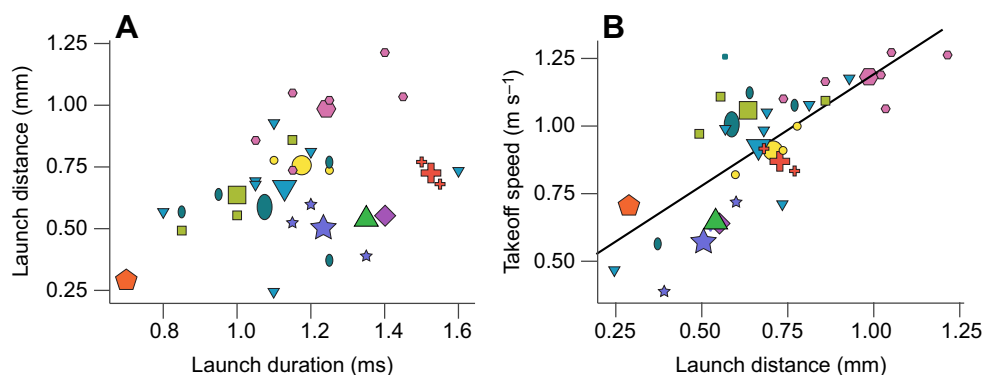 A
B
Launch distance (mm)
1.25
1.00
0.75
0.50
0.25
0.8 1.0 1.2 1.4 1.6
Launch duration (ms)
Takeoff speed (m s⁻¹)
1.25
1.00
0.75
0.50
0.25 0.50 0.75 1.00 1.25
Launch distance (mm)